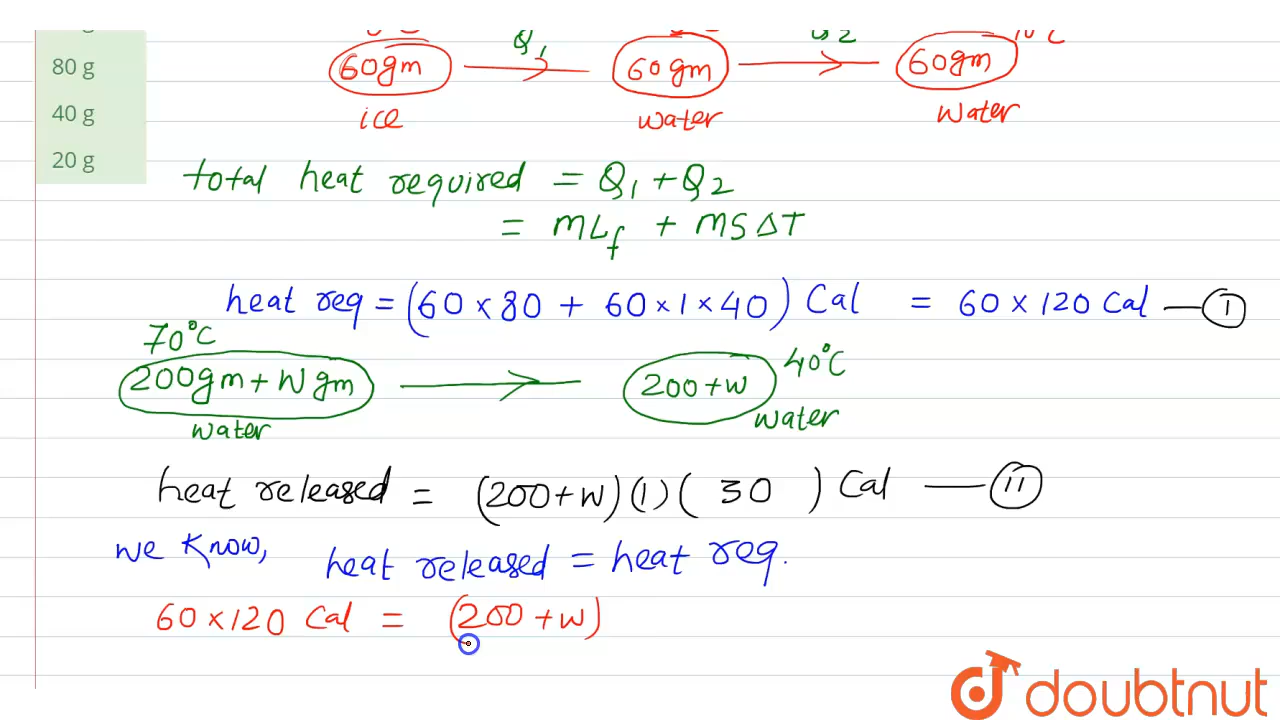 80 g
40 g
20 g
Q1 Q2
60gm 60gm 60gm
ice water water
total heat required = Q1 + Q2
= mLf + mSΔT
heat req = (60 × 80 + 60 × 1 × 40) Cal = 60 × 120 Cal — I
70°C
200gm + W gm 200 + W 40°C
water water
heat released = (200 + W)(1)( 30 ) Cal — II
we know, heat released = heat req.
60 × 120 Cal = (200 + W)
doubtnut